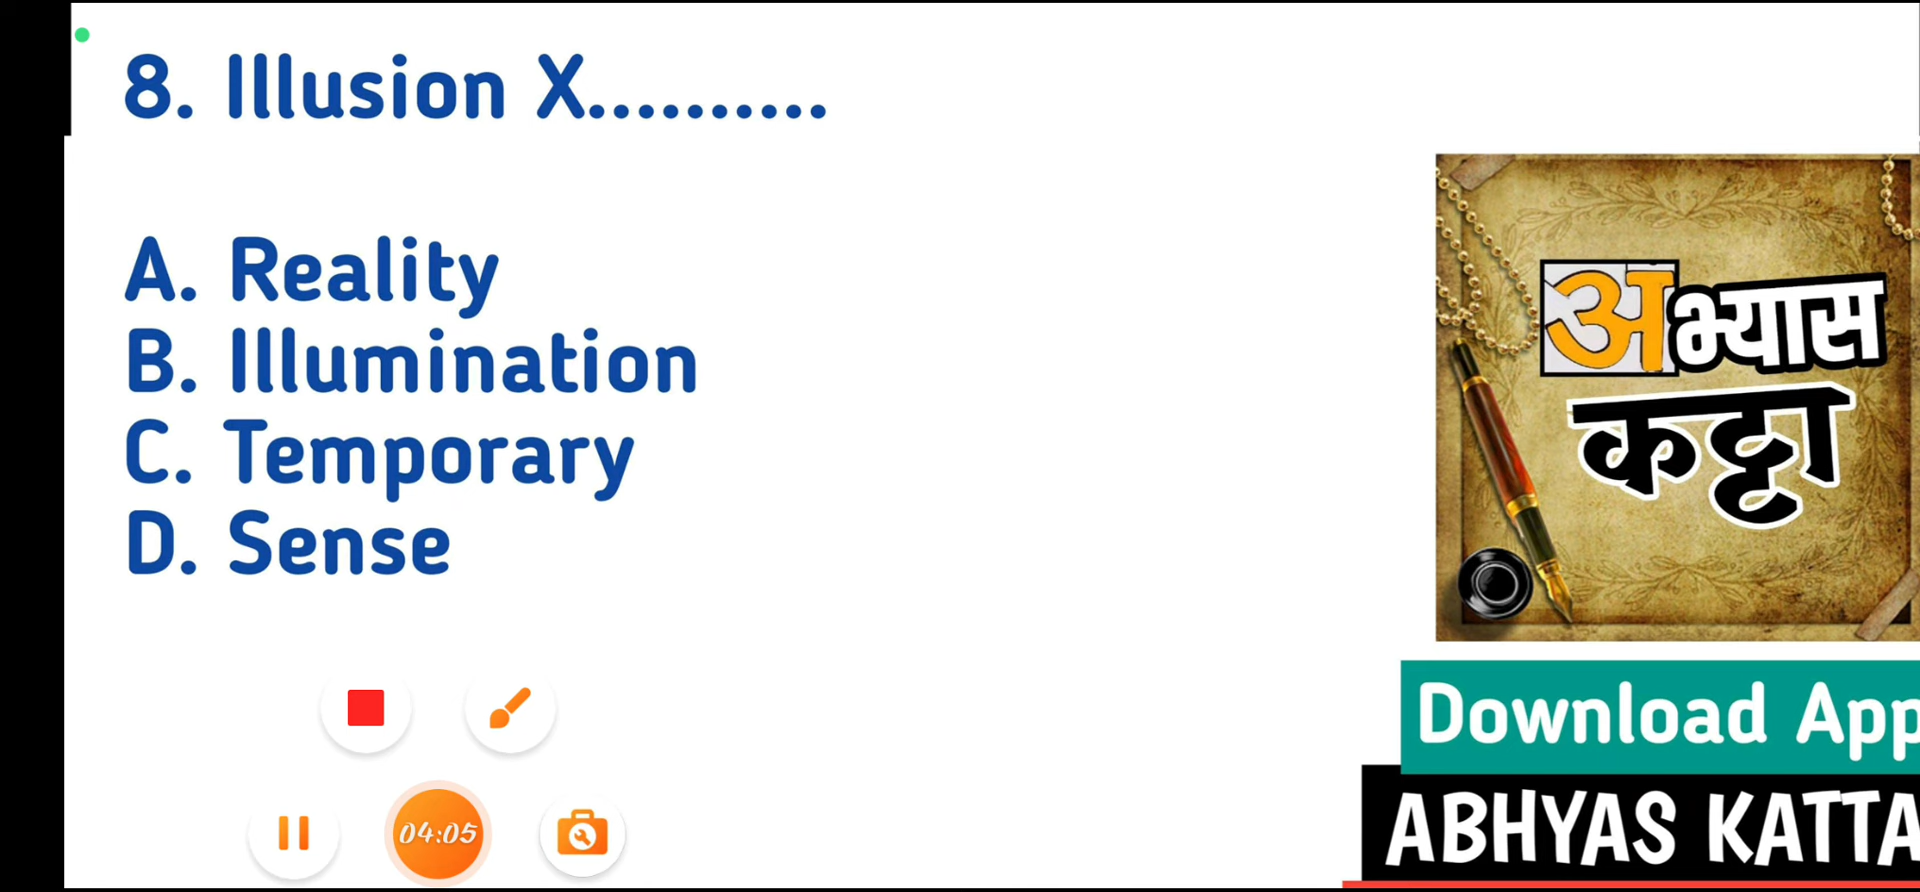 8. Illusion X..........
A. Reality
B. Illumination
C. Temporary
D. Sense
अभ्यास
कट्टा
Download App
ABHYAS KATTA
04:05